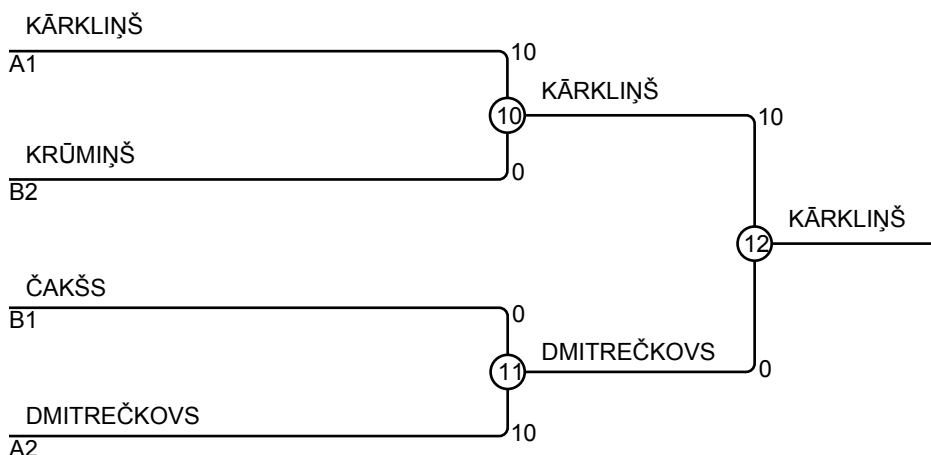 KĀRKLIŅŠ
A1
10
10
KĀRKLIŅŠ
10
KRŪMIŅŠ
B2
0
12
KĀRKLIŅŠ
ČAKŠS
B1
0
11
DMITREČKOVS
0
DMITREČKOVS
A2
10